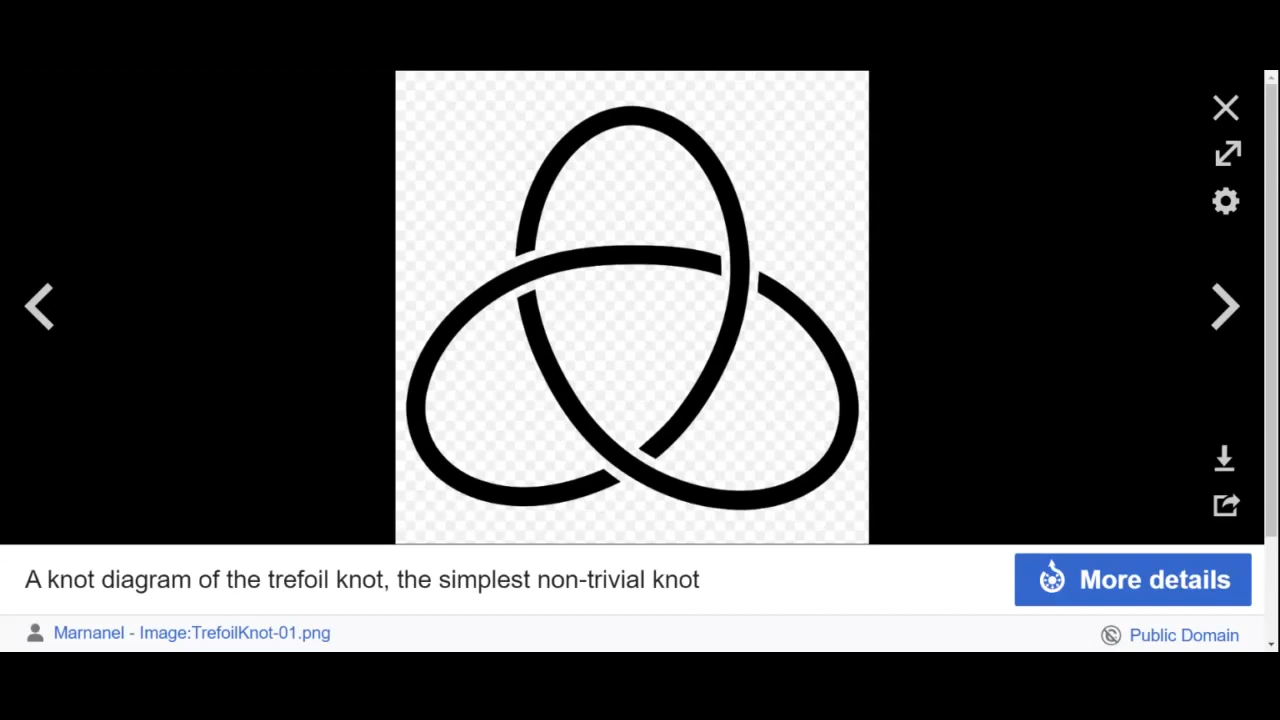 A knot diagram of the trefoil knot, the simplest non-trivial knot
More details
Marnanel - Image:TrefoilKnot-01.png
Public Domain